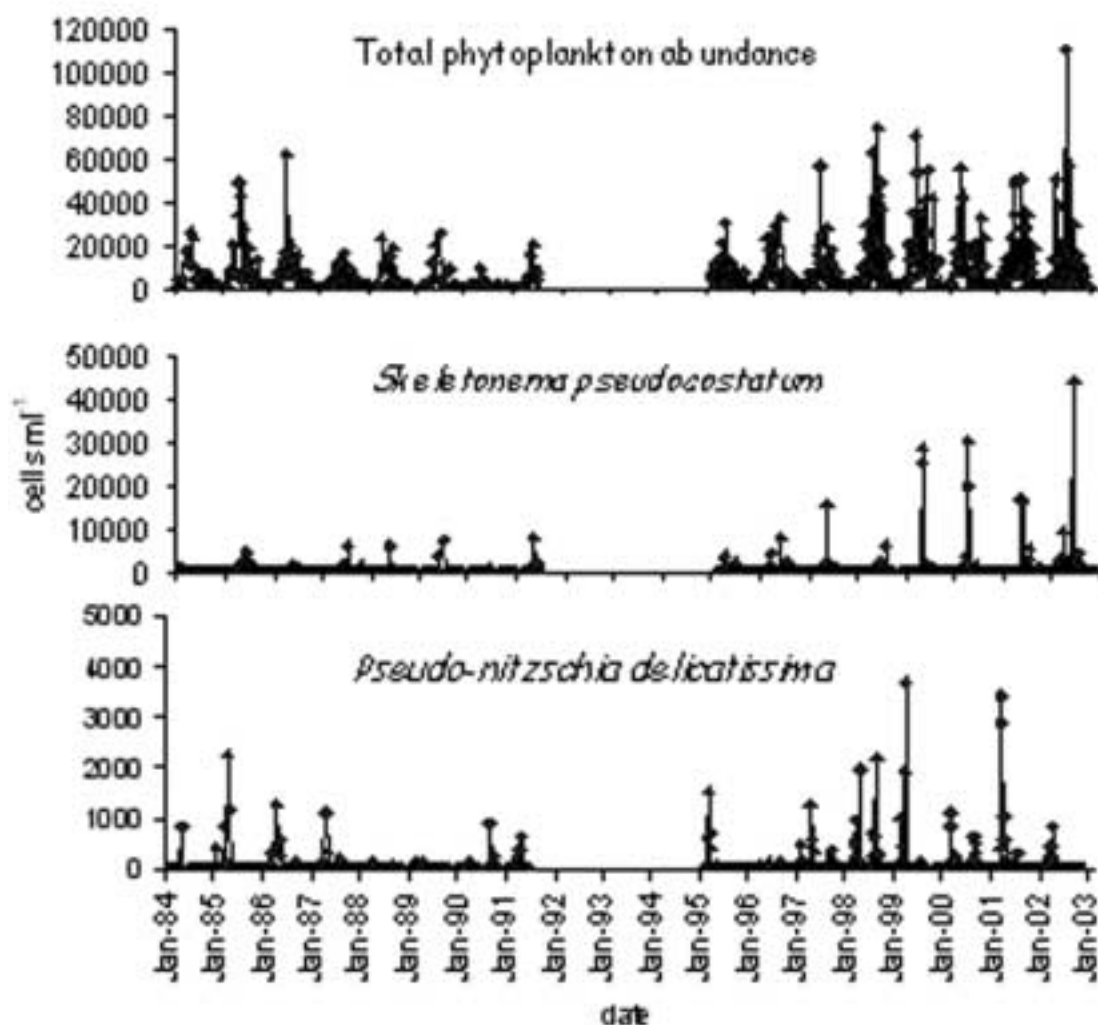 Total phytoplankton abundance
120000
100000
80000
60000
40000
20000
0
Skeletonema pseudocostatum
50000
40000
30000
20000
10000
0
cells ml⁻¹
Pseudo-nitzschia delicatissima
5000
4000
3000
2000
1000
0
Jan-84
Jan-85
Jan-86
Jan-87
Jan-88
Jan-89
Jan-90
Jan-91
Jan-92
Jan-93
Jan-94
Jan-95
Jan-96
Jan-97
Jan-98
Jan-99
Jan-00
Jan-01
Jan-02
Jan-03
date